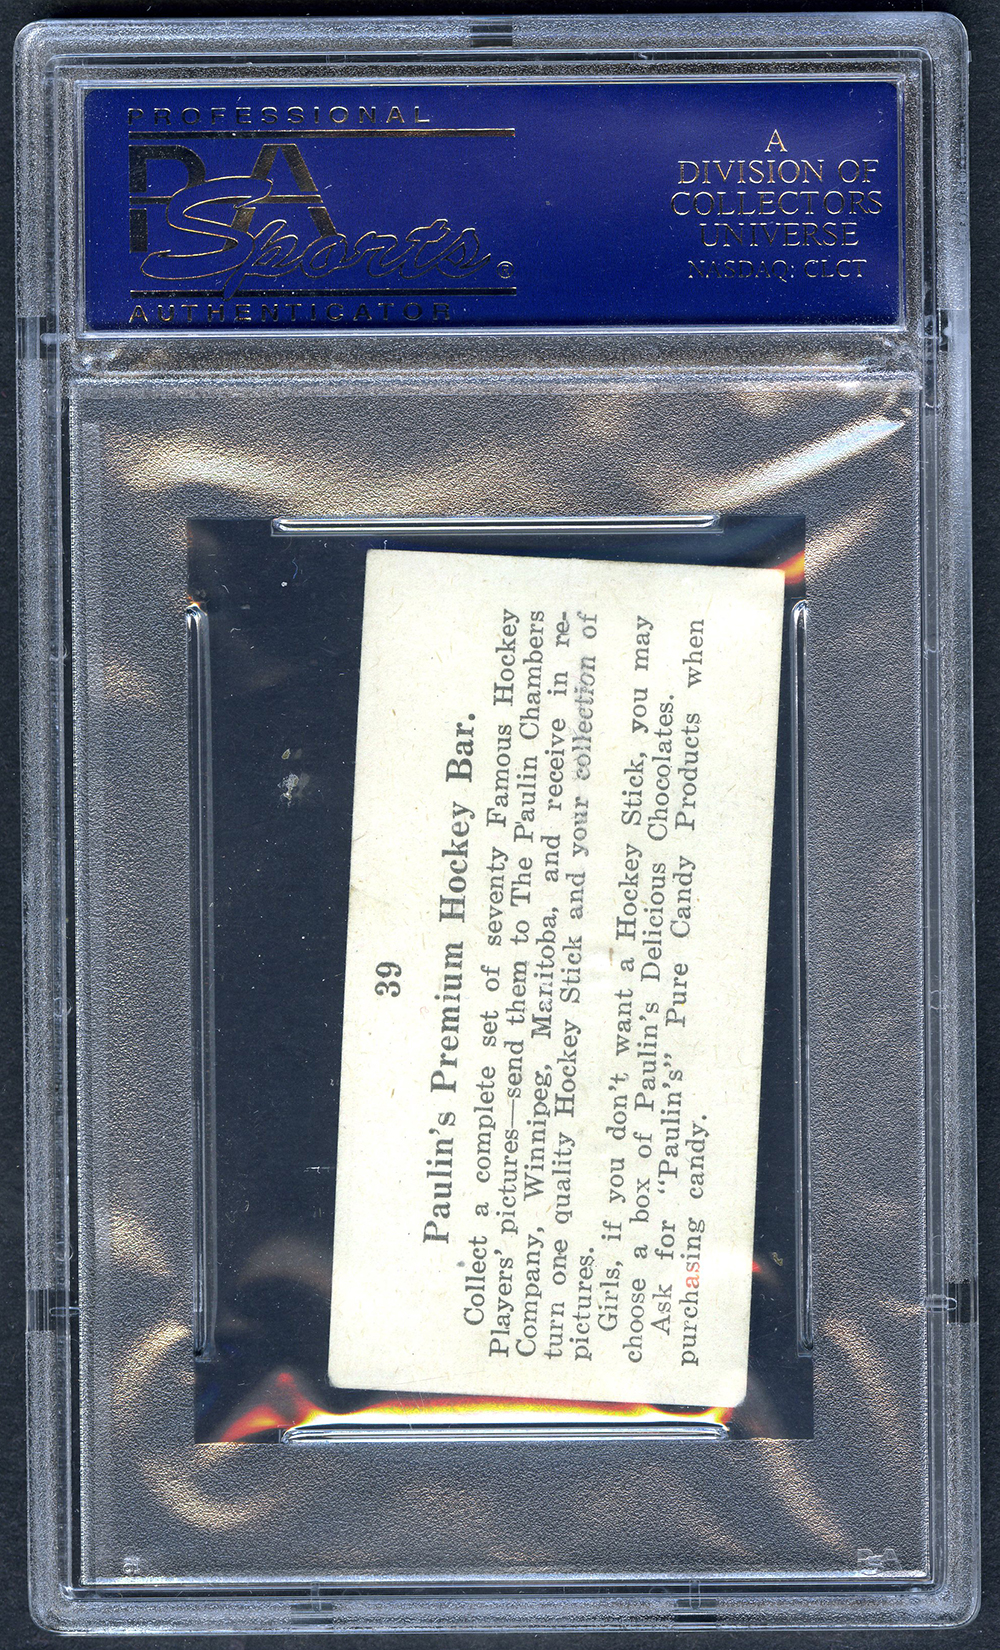 PROFESSIONAL
PSA
Sports
AUTHENTICATOR
A
DIVISION OF
COLLECTORS
UNIVERSE
NASDAQ: CLCT
39
Paulin's Premium Hockey Bar.
Collect a complete set of seventy Famous Hockey
Players' pictures—send them to The Paulin Chambers
Company, Winnipeg, Manitoba, and receive in re-
turn one quality Hockey Stick and your collection of
pictures.
Girls, if you don't want a Hockey Stick, you may
choose a box of Paulin's Delicious Chocolates.
Ask for "Paulin's" Pure Candy Products when
purchasing candy.
PSA